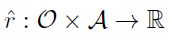 r̂ : 𝒪 × 𝒜 → ℝ